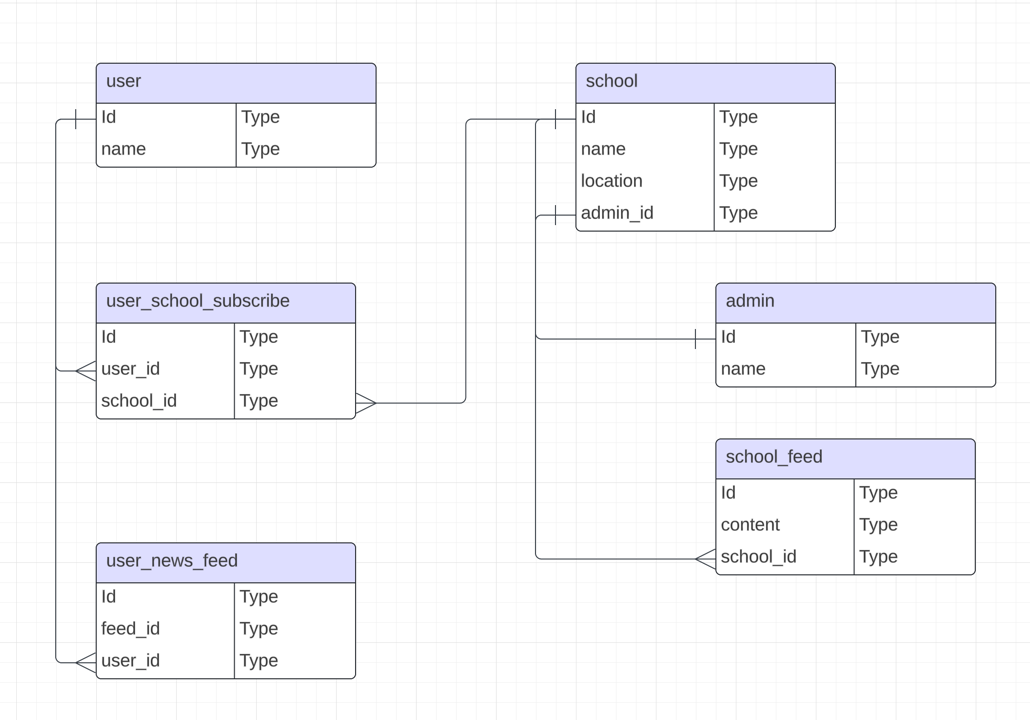 user
Id Type
name Type
school
Id Type
name Type
location Type
admin_id Type
user_school_subscribe
Id Type
user_id Type
school_id Type
admin
Id Type
name Type
school_feed
Id Type
content Type
school_id Type
user_news_feed
Id Type
feed_id Type
user_id Type